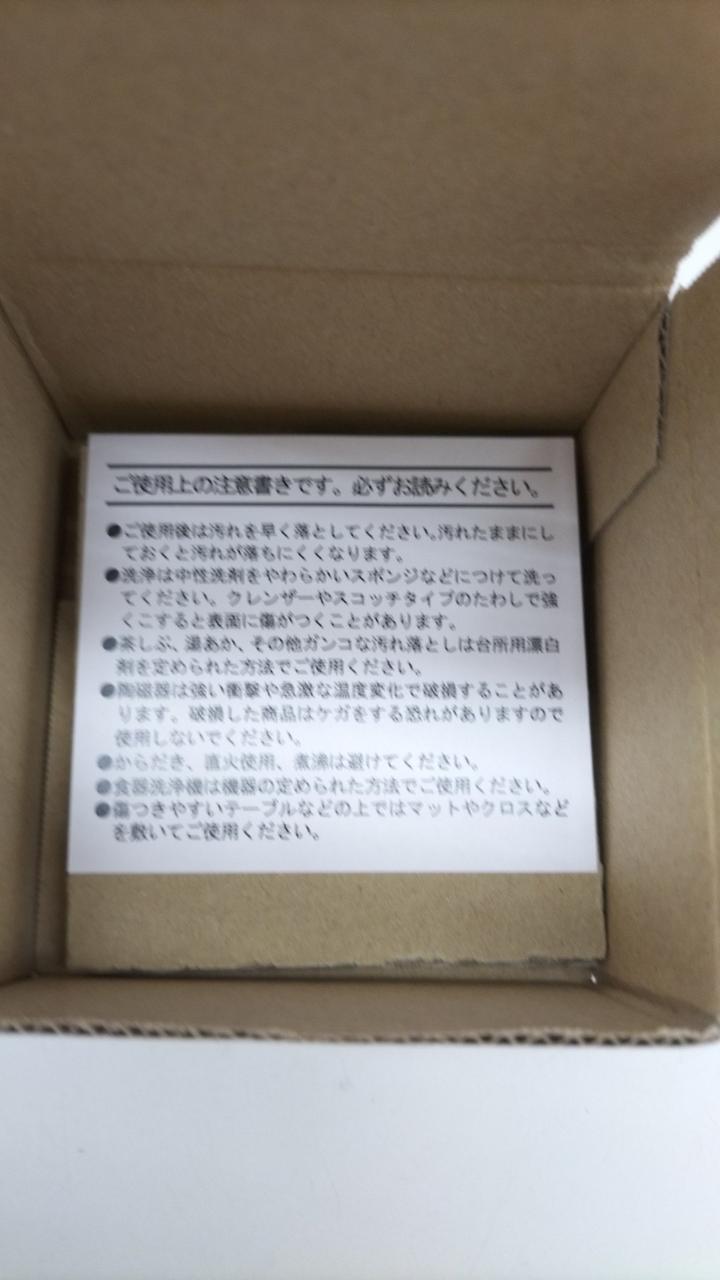 ご使用上の注意書きです。必ずお読みください。
●ご使用後は汚れを早く落としてください。汚れたままにし
ておくと汚れが落ちにくくなります。
●洗浄は中性洗剤をやわらかいスポンジなどにつけて洗っ
てください。クレンザーやスコッチタイプのたわしで強
くこすると表面に傷がつくことがあります。
●茶しぶ、湯あか、その他ガンコな汚れ落としは台所用漂白
剤を定められた方法でご使用ください。
●陶磁器は強い衝撃や急激な温度変化で破損することがあ
ります。破損した商品はケガをする恐れがありますので
使用しないでください。
●からだき、直火使用、煮沸は避けてください。
●食器洗浄機は機器の定められた方法でご使用ください。
●傷つきやすいテーブルなどの上ではマットやクロスなど
を敷いてご使用ください。